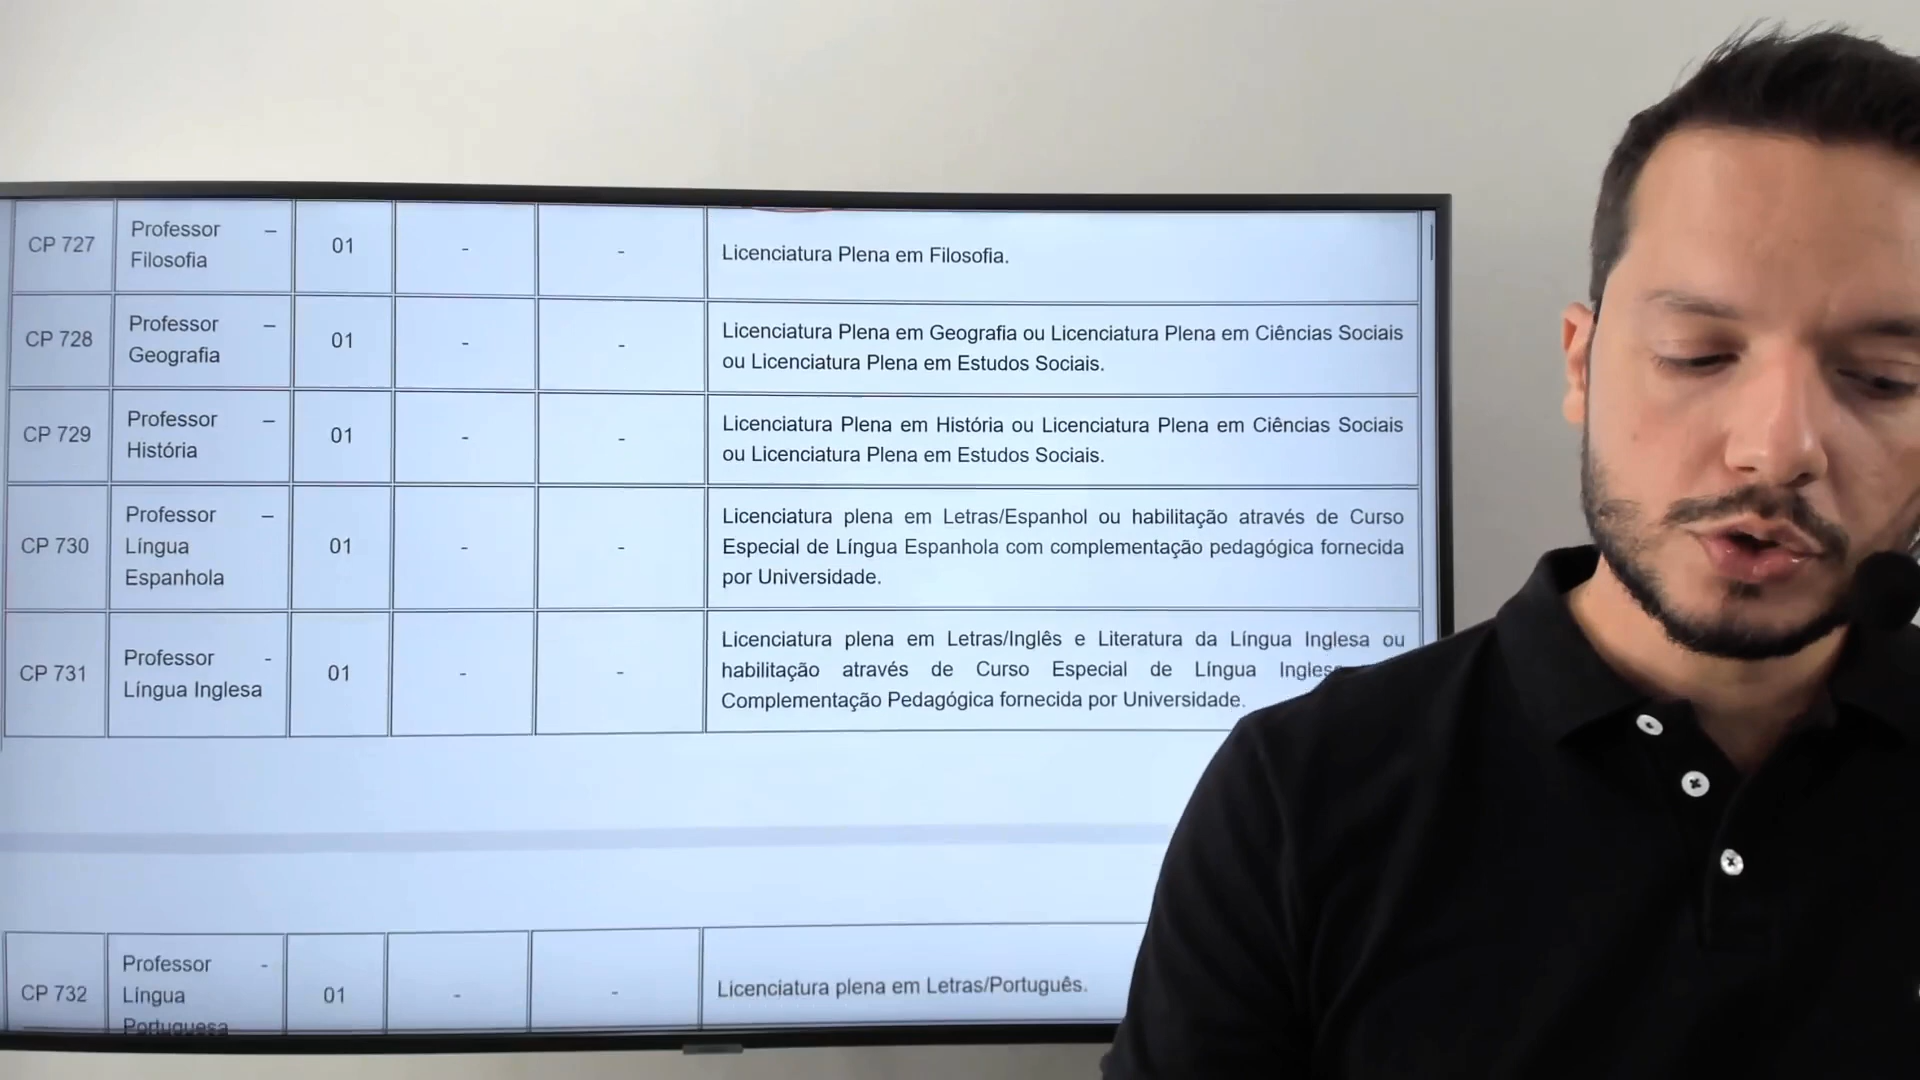 CP 727
Professor –
Filosofia
01
-
-
Licenciatura Plena em Filosofia.
CP 728
Professor –
Geografia
01
-
-
Licenciatura Plena em Geografia ou Licenciatura Plena em Ciências Sociais
ou Licenciatura Plena em Estudos Sociais.
CP 729
Professor –
História
01
-
-
Licenciatura Plena em História ou Licenciatura Plena em Ciências Sociais
ou Licenciatura Plena em Estudos Sociais.
CP 730
Professor –
Língua
Espanhola
01
-
-
Licenciatura plena em Letras/Espanhol ou habilitação através de Curso
Especial de Língua Espanhola com complementação pedagógica fornecida
por Universidade.
CP 731
Professor -
Língua Inglesa
01
-
-
Licenciatura plena em Letras/Inglês e Literatura da Língua Inglesa ou
habilitação através de Curso Especial de Língua
Complementação Pedagógica fornecida por Universidade.
CP 732
Professor -
Língua
Portuguesa
01
-
-
Licenciatura plena em Letras/Português.